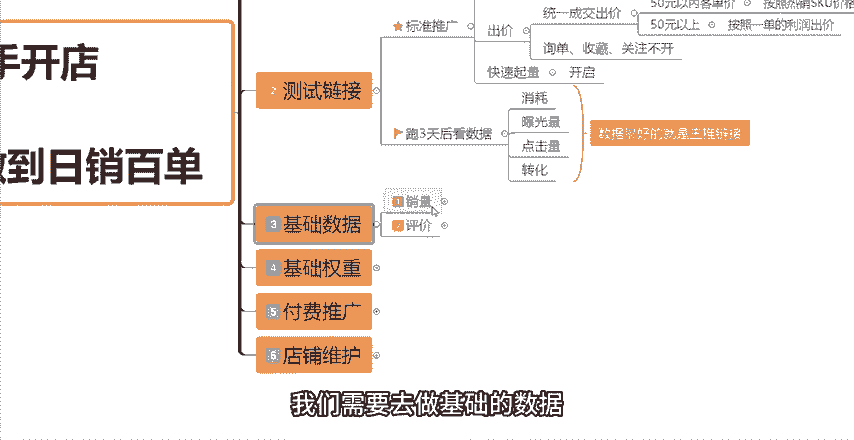 50元以内客单价
按照热销SKU价格
统一成交出价
50元以上
按照一单的利润出价
标准推广
出价
询单、收藏、关注不开
快速起量
开启
手开店
2 测试链接
消耗
曝光量
跑3天后看数据
点击量
转化
数据最好的就是主推链接
做到日销百单
1 销量
3 基础数据
2 评价
4 基础权重
5 付费推广
6 店铺维护
我们需要去做基础的数据